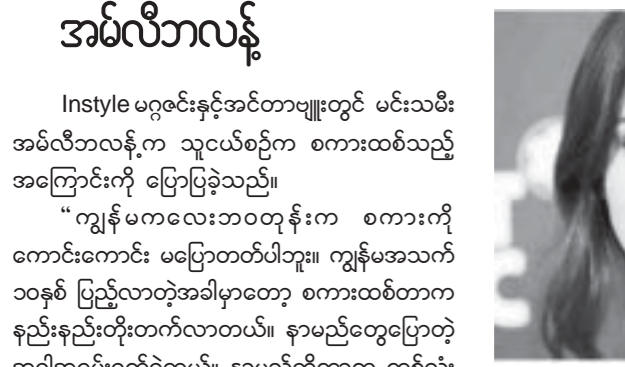 အမ်လီဘလန့်
Instyle မဂ္ဂဇင်းနှင့်အင်တာဗျူးတွင် မင်းသမီး
အမ်လီဘလန့်က သူငယ်စဉ်က စကားထစ်သည့်
အကြောင်းကို ပြောပြခဲ့သည်။
“ကျွန်မကလေးဘဝတုန်းက စကားကို
ကောင်းကောင်း မပြောတတ်ပါဘူး။ ကျွန်မအသက်
၁၀နှစ် ပြည့်လာတဲ့အခါမှာတော့ စကားထစ်တာက
နည်းနည်းတိုးတက်လာတယ်။ နာမည်တွေပြောတဲ့